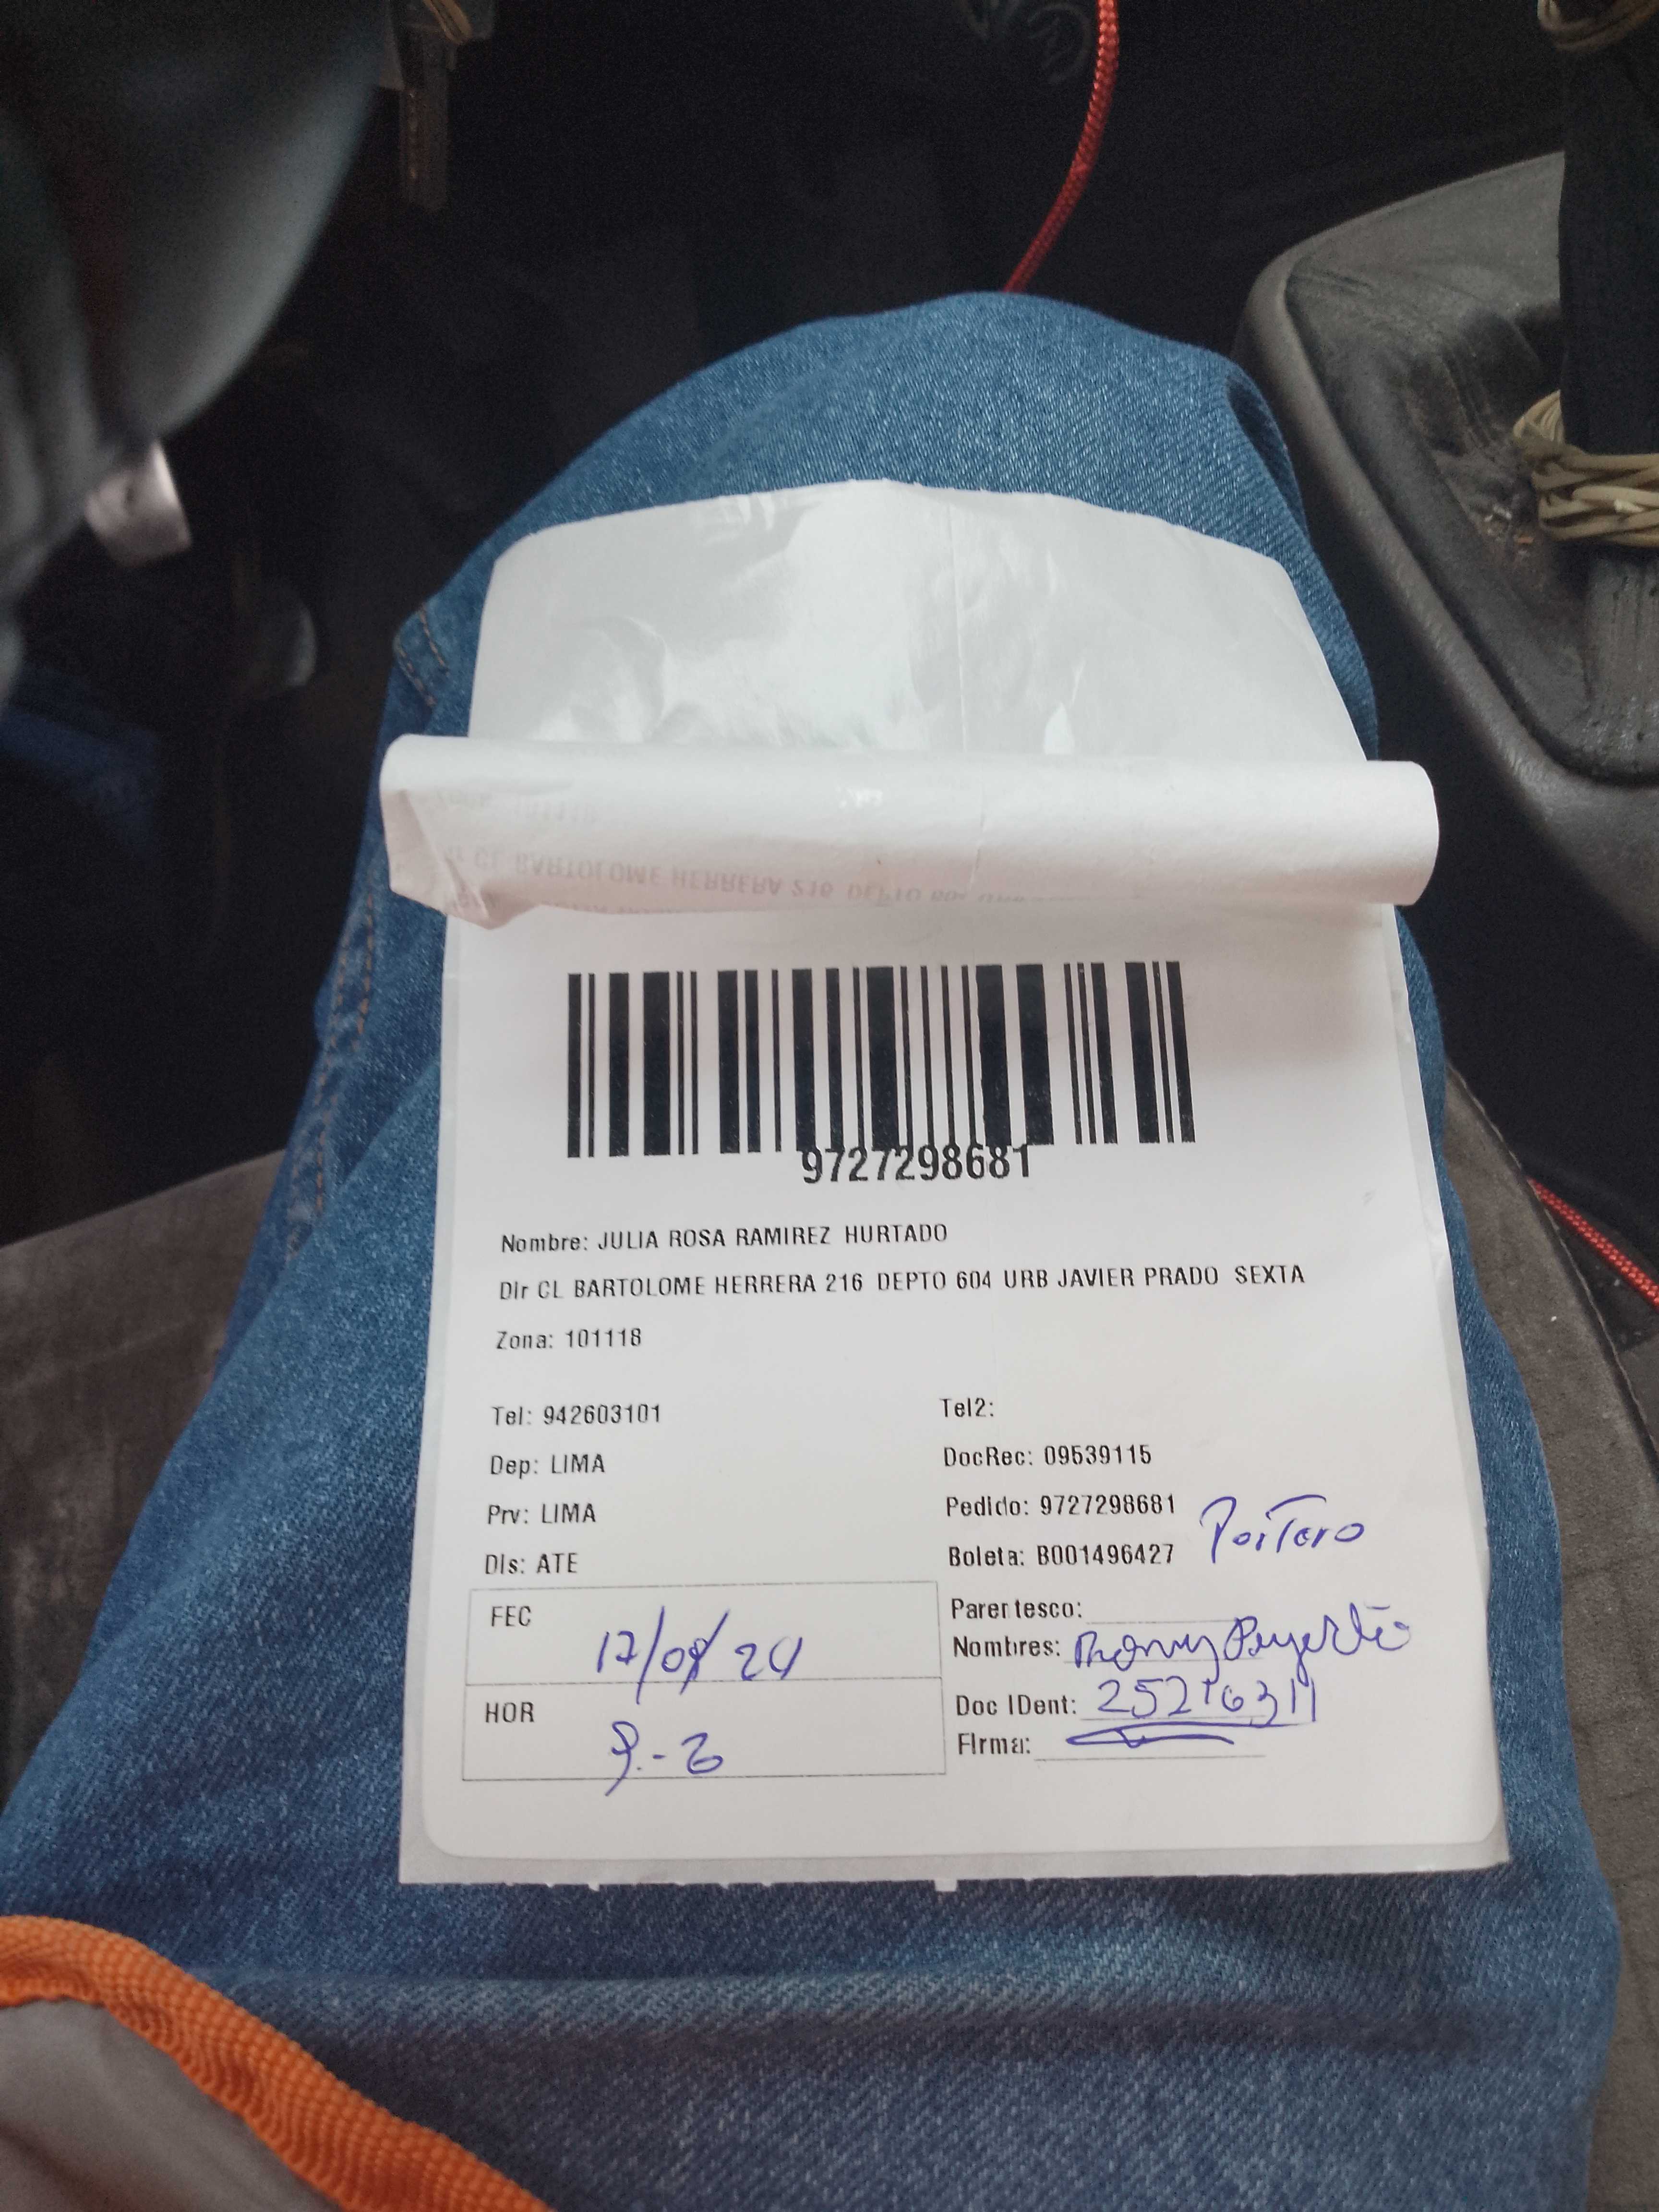 9727298681
Nombre: JULIA ROSA RAMIREZ HURTADO
Dir CL BARTOLOME HERRERA 216 DEPTO 604 URB JAVIER PRADO SEXTA
Zona: 101118
Tel: 942603101 Tel2:
Dep: LIMA DocRec: 09539115
Prv: LIMA Pedido: 9727298681
Dis: ATE Boleta: B001496427 Portero
FEC 17/09/24 Parentesco:
Nombres:
HOR Doc IDent:
Firma: